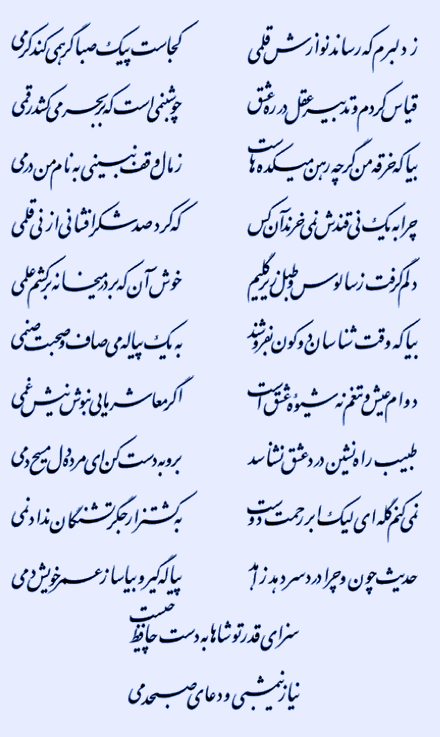 ز دلبرم که رساند نوازش قلمی کجاست پیک صبا گر همی کند کرمی
قیاس کردم و تدبیر عقل در ره عشق چو شبنمی است که بر بحر می کشد رقمی
بیا که خرقه من گر چه رهن میکده هاست ز مال وقف نبینی به نام من درمی
چرا به یک نی قندش نمی خرند آن کس که کرد صد شکر افشانی از نی قلمی
دلم گرفت ز سالوس و طبل زیر گلیم خوش آن که بر در میخانه بر کشم علمی
بیا که وقت شناسان دو کون بفروشند به یک پیاله می صاف و صحبت صنمی
دوام عیش و تنعم نه شیوه عشق است اگر معاشر مایی بنوش نیش غمی
طبیب راه نشین درد عشق نشناسد برو به دست کن ای مرده دل مسیح دمی
نمی کنم گله ای لیک ابر رحمت دوست به کشتزار جگر تشنگان نداد نمی
حدیث چون و چرا درد سر دهد زاهد پیاله گیر و بیاسا ز عمر خویش دمی
سزای قدر تو شاها به دست حافظ نیست
نیاز نیمشبی و دعای صبحدمی